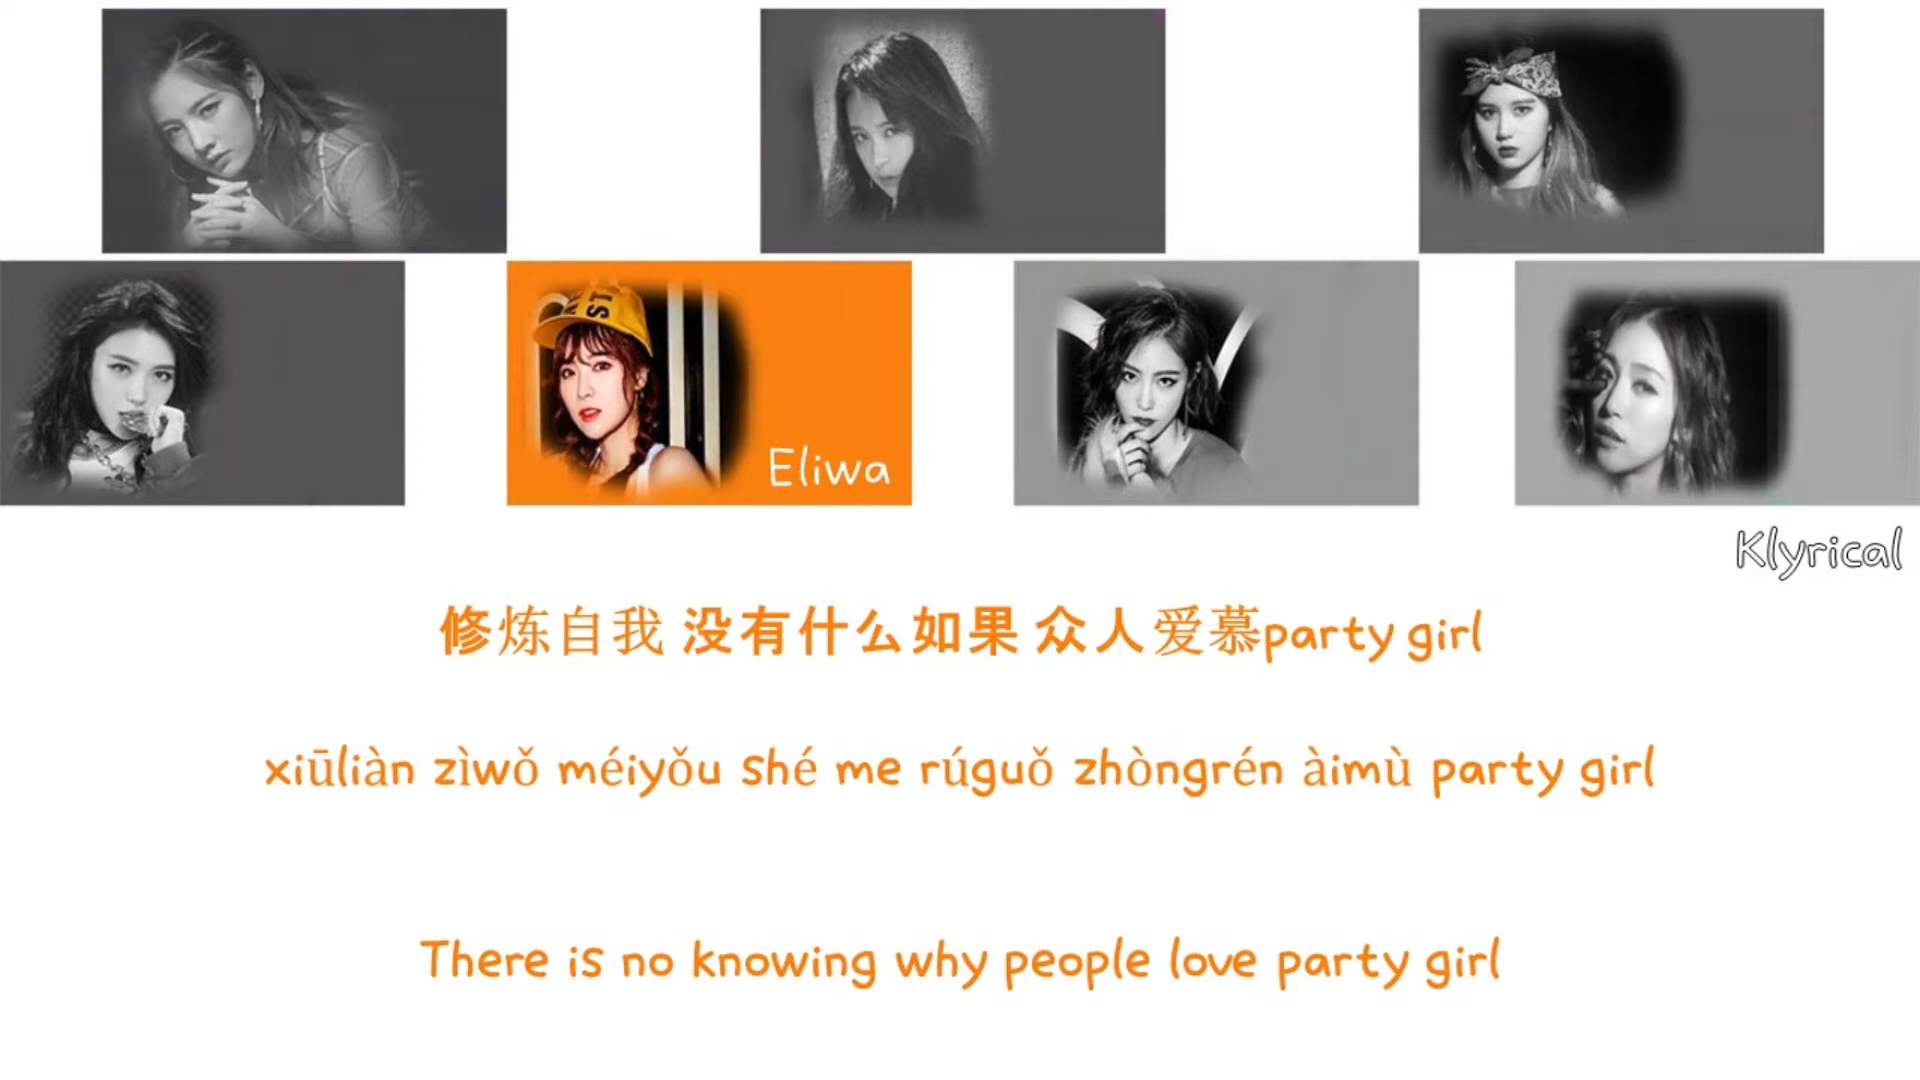 Eliwa
Klyrical
修炼自我 没有什么如果 众人爱慕party girl
xiūliàn zìwǒ méiyǒu shé me rúguǒ zhòngrén àimù party girl
There is no knowing why people love party girl